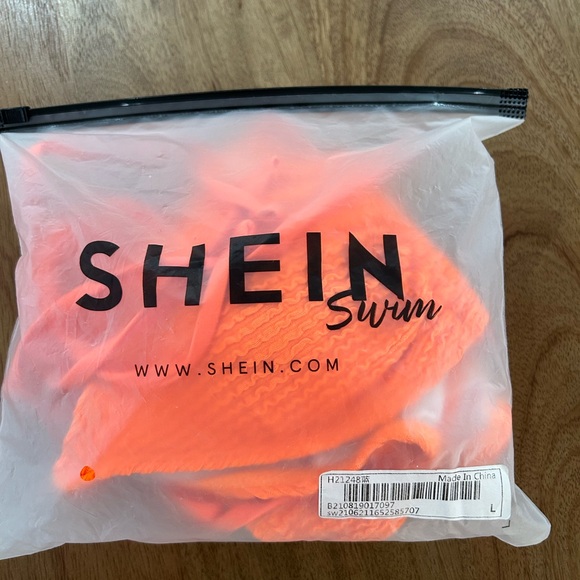 SHEIN
Swim
WWW.SHEIN.COM
H21248 Made In China
B210819017097
sw2106211652585707
L